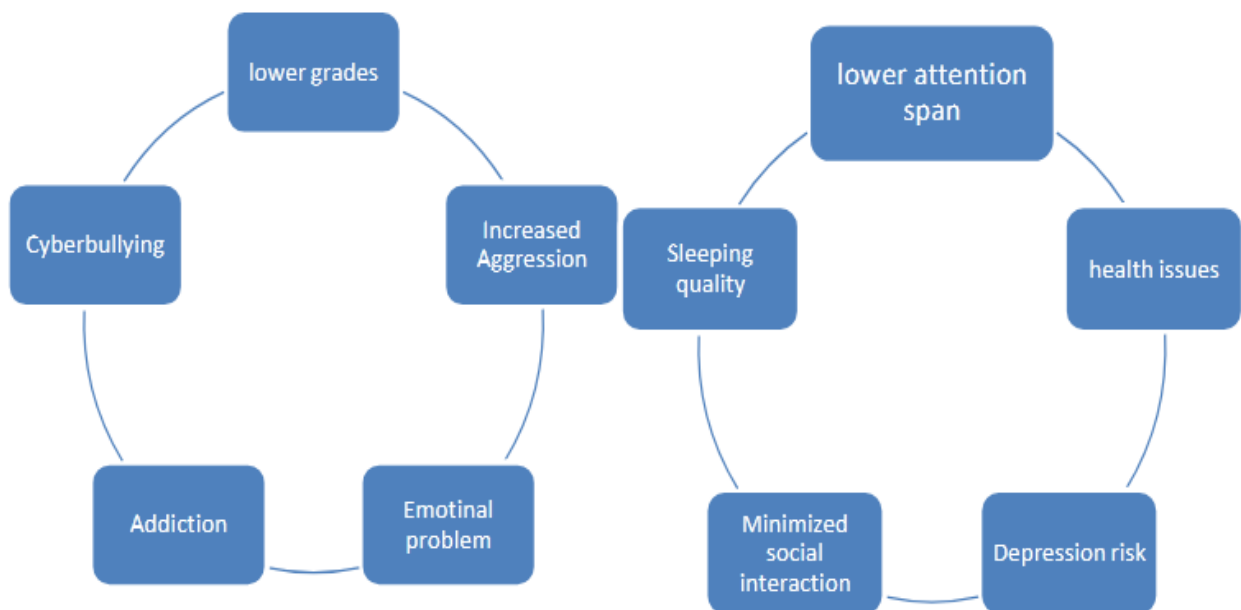 lower grades
Increased
Aggression
Emotinal
problem
Addiction
Cyberbullying
lower attention
span
health issues
Depression risk
Minimized
social
interaction
Sleeping
quality